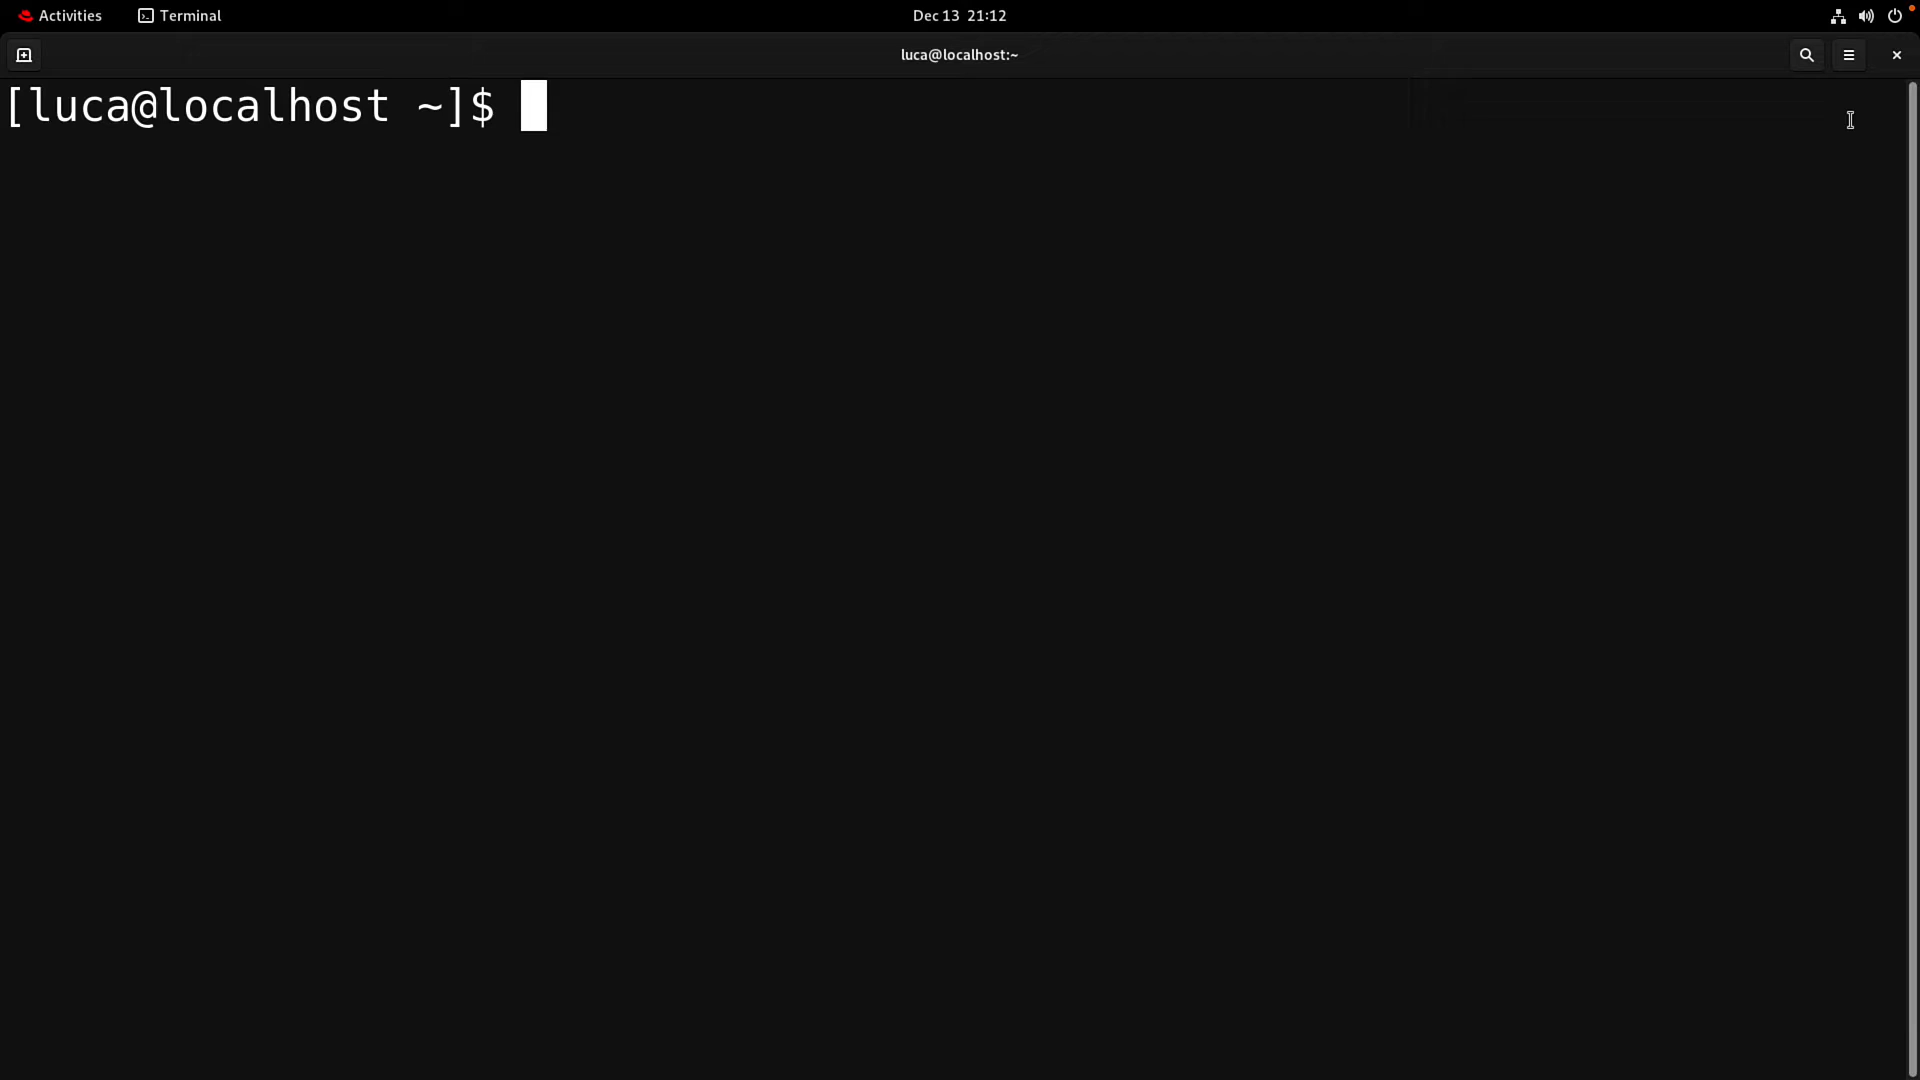 Activities Terminal Dec 13 21:12
luca@localhost:~
[luca@localhost ~]$